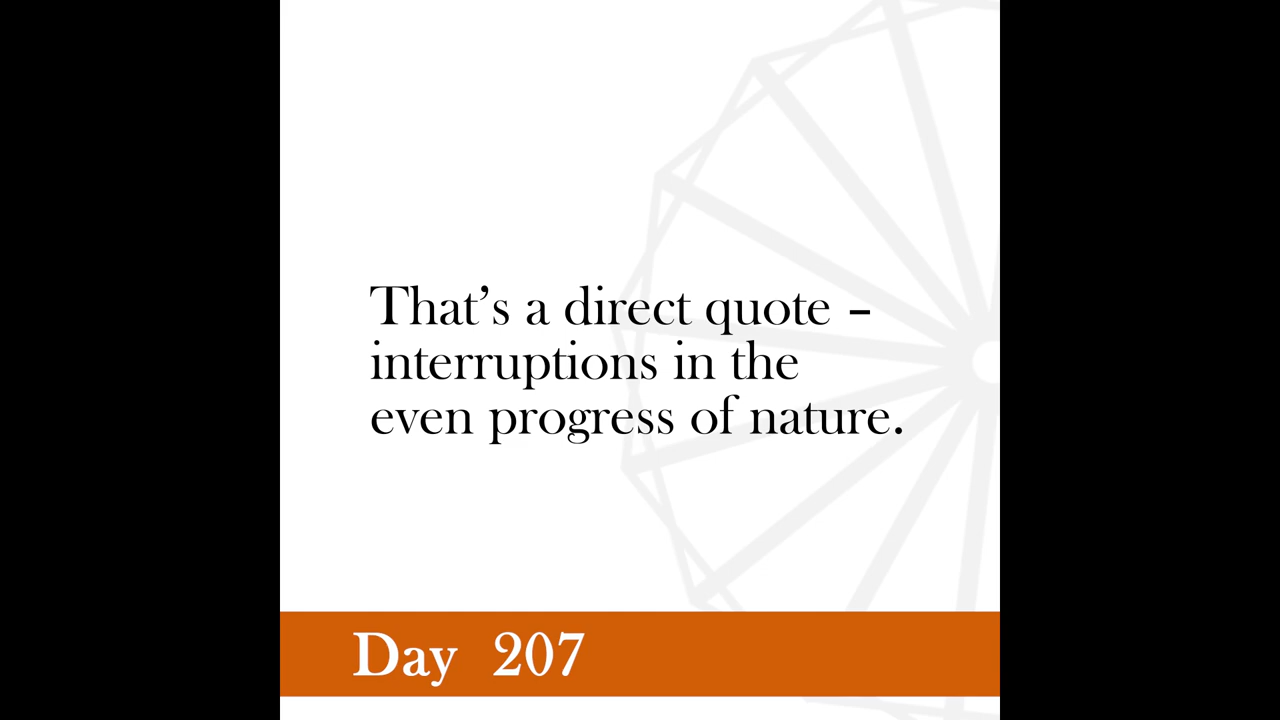 That’s a direct quote –
interruptions in the
even progress of nature.
Day 207